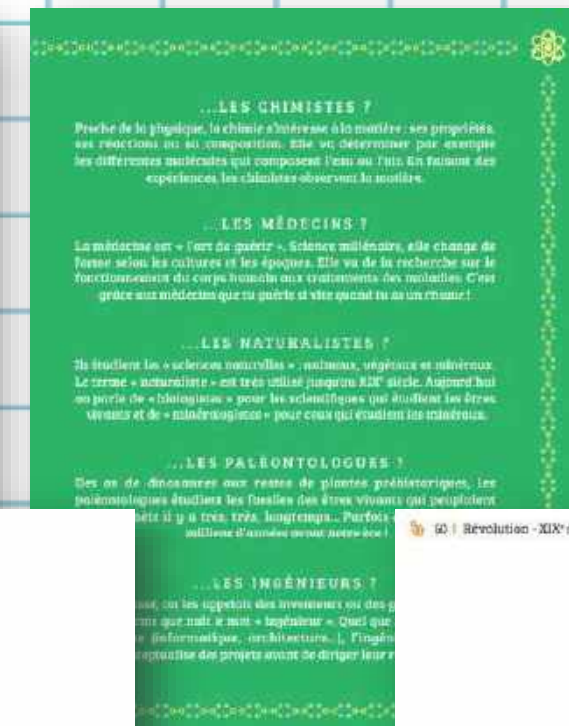 ...LES CHIMISTES ?
Proche de la physique, la chimie s'intéresse à la matière : ses propriétés,
ses réactions ou sa composition. Elle va déterminer par exemple
les différentes molécules qui composent l'eau ou l'air. En faisant des
expériences, les chimistes observent la matière.
...LES MÉDECINS ?
La médecine est « l'art de guérir ». Science millénaire, elle change de
forme selon les cultures et les époques. Elle va de la recherche sur le
fonctionnement du corps humain aux traitements des maladies. C'est
grâce aux médecins que tu guéris si vite quand tu as un rhume !
...LES NATURALISTES ?
Ils étudient les « sciences naturelles » : animaux, végétaux et minéraux.
Le terme « naturaliste » est très utilisé jusqu'au XIXe siècle. Aujourd'hui
on parle de « biologistes » pour les scientifiques qui étudient les êtres
vivants et de « minéralogistes » pour ceux qui étudient les minéraux.
...LES PALÉONTOLOGUES ?
Des os de dinosaures aux restes de plantes préhistoriques, les
paléontologues étudient les fossiles des êtres vivants qui peuplaient
il y a très, très, longtemps... Parfois
millions d'années avant notre ère !
60 | Révolution - XIXe
...LES INGÉNIEURS ?
on les appelait des inventeurs ou des
que naît le mot « ingénieur ». Quel que
(informatique, architecture...), l'ingén
des projets avant de diriger leur